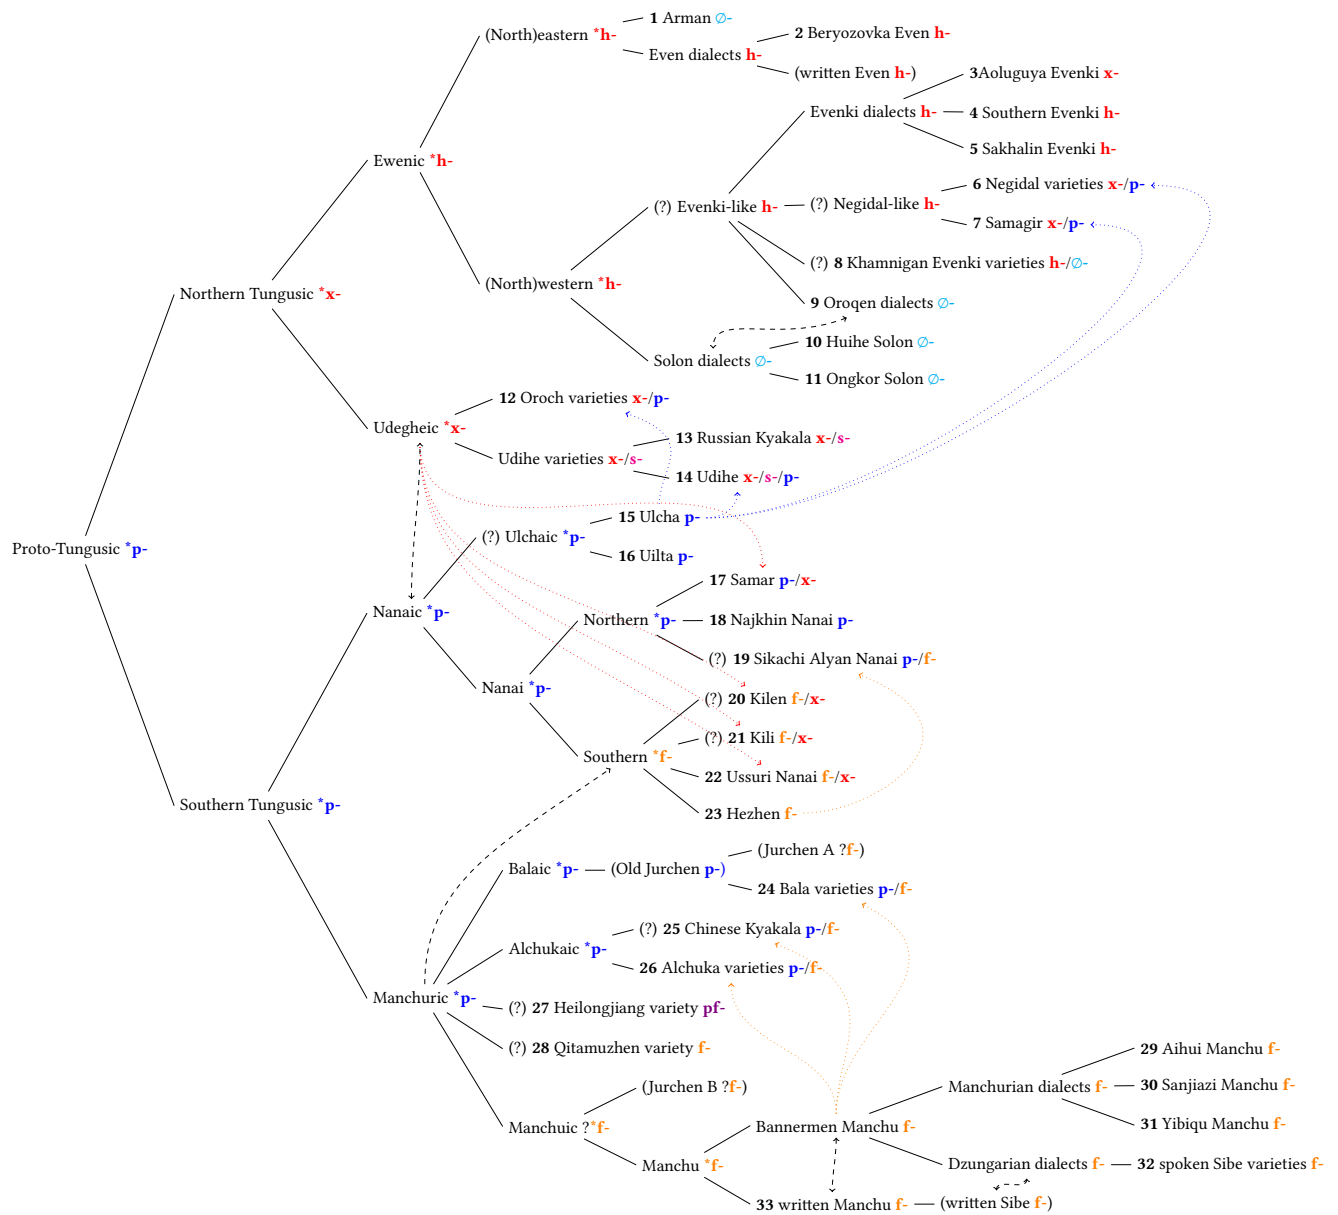 1 Arman ∅-
(North)eastern *h-
2 Beryozovka Even h-
Even dialects h-
(written Even h-)
3Aoluguya Evenki x-
Evenki dialects h-
4 Southern Evenki h-
5 Sakhalin Evenki h-
Ewenic *h-
6 Negidal varieties x-/p-
(?) Evenki-like h-
(?) Negidal-like h-
7 Samagir x-/p-
(?) 8 Khamnigan Evenki varieties h-/∅-
(North)western *h-
Northern Tungusic *x-
9 Oroqen dialects ∅-
10 Huihe Solon ∅-
Solon dialects ∅-
11 Ongkor Solon ∅-
12 Oroch varieties x-/p-
Udegheic *x-
13 Russian Kyakala x-/s-
Udihe varieties x-/s-
14 Udihe x-/s-/p-
15 Ulcha p-
(?) Ulchaic *p-
Proto-Tungusic *p-
16 Uilta p-
17 Samar p-/x-
Nanaic *p-
Northern *p-
18 Najkhin Nanai p-
(?) 19 Sikachi Alyan Nanai p-/f-
Nanai *p-
(?) 20 Kilen f-/x-
(?) 21 Kili f-/x-
Southern *f-
22 Ussuri Nanai f-/x-
Southern Tungusic *p-
23 Hezhen f-
(Jurchen A ?f-)
Balaic *p-
(Old Jurchen p-)
24 Bala varieties p-/f-
(?) 25 Chinese Kyakala p-/f-
Alchukaic *p-
26 Alchuka varieties p-/f-
Manchuric *p-
(?) 27 Heilongjiang variety pf-
(?) 28 Qitamuzhen variety f-
29 Aihui Manchu f-
(Jurchen B ?f-)
Manchurian dialects f-
30 Sanjiazi Manchu f-
Manchuic ?*f-
Bannermen Manchu f-
31 Yibiqu Manchu f-
Manchu *f-
Dzungarian dialects f-
32 spoken Sibe varieties f-
33 written Manchu f-
(written Sibe f-)